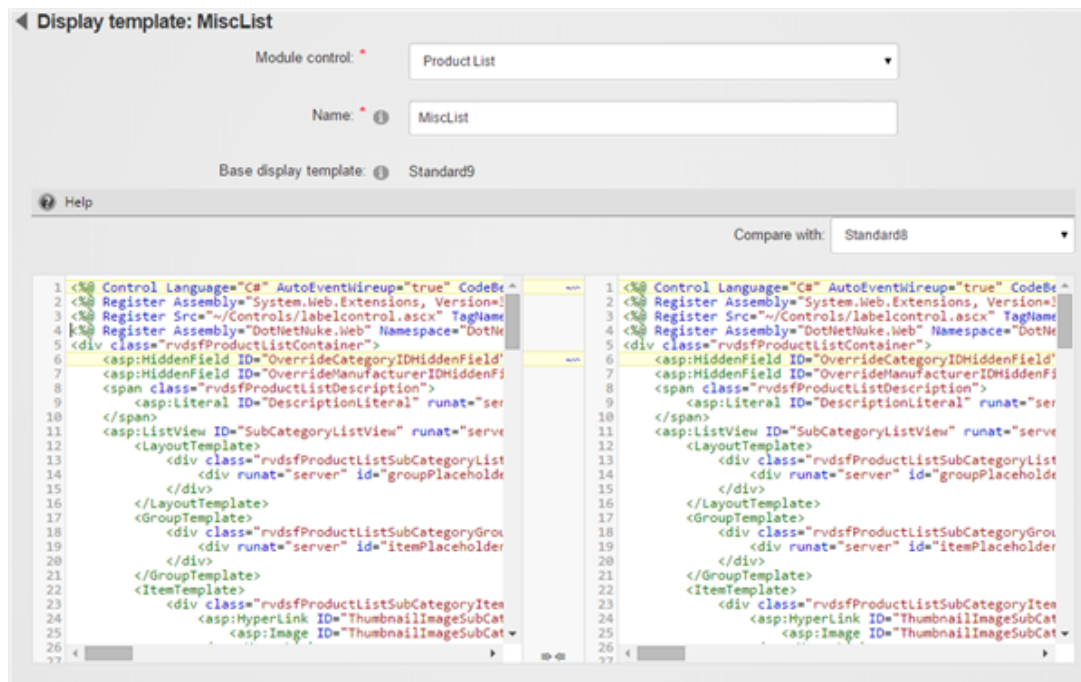 Display template: MiscList
Module control: *
Product List
Name: *
MiscList
Base display template:
Standard9
Help
Compare with:
Standard8
1 <%@ Control Language="C#" AutoEventWireup="true" CodeBe
2 <%@ Register Assembly="System.Web.Extensions, Version=3
3 <%@ Register Src="~/Controls/labelcontrol.ascx" TagName
4 <%@ Register Assembly="DotNetNuke.Web" Namespace="DotNe
5 <div class="rvdsfProductListContainer">
6 <asp:HiddenField ID="OverrideCategoryIDHiddenField"
7 <asp:HiddenField ID="OverrideManufacturerIDHiddenFi
8 <span class="rvdsfProductListDescription">
9 <asp:Literal ID="DescriptionLiteral" runat="ser
10 </span>
11 <asp:ListView ID="SubCategoryListView" runat="serve
12 <LayoutTemplate>
13 <div class="rvdsfProductListSubCategoryList
14 <div runat="server" id="groupPlaceholde
15 </div>
16 </LayoutTemplate>
17 <GroupTemplate>
18 <div class="rvdsfProductListSubCategoryGrou
19 <div runat="server" id="itemPlaceholder
20 </div>
21 </GroupTemplate>
22 <ItemTemplate>
23 <div class="rvdsfProductListSubCategoryItem
24 <asp:HyperLink ID="ThumbnailImageSubCat
25 <asp:Image ID="ThumbnailImageSubCat
26
27
1 <%@ Control Language="C#" AutoEventWireup="true" CodeBe
2 <%@ Register Assembly="System.Web.Extensions, Version=3
3 <%@ Register Src="~/Controls/labelcontrol.ascx" TagName
4 <%@ Register Assembly="DotNetNuke.Web" Namespace="DotNe
5 <div class="rvdsfProductListContainer">
6 <asp:HiddenField ID="OverrideCategoryIDHiddenField"
7 <asp:HiddenField ID="OverrideManufacturerIDHiddenFi
8 <span class="rvdsfProductListDescription">
9 <asp:Literal ID="DescriptionLiteral" runat="ser
10 </span>
11 <asp:ListView ID="SubCategoryListView" runat="serve
12 <LayoutTemplate>
13 <div class="rvdsfProductListSubCategoryList
14 <div runat="server" id="groupPlaceholde
15 </div>
16 </LayoutTemplate>
17 <GroupTemplate>
18 <div class="rvdsfProductListSubCategoryGrou
19 <div runat="server" id="itemPlaceholder
20 </div>
21 </GroupTemplate>
22 <ItemTemplate>
23 <div class="rvdsfProductListSubCategoryItem
24 <asp:HyperLink ID="ThumbnailImageSubCat
25 <asp:Image ID="ThumbnailImageSubCat
26
27